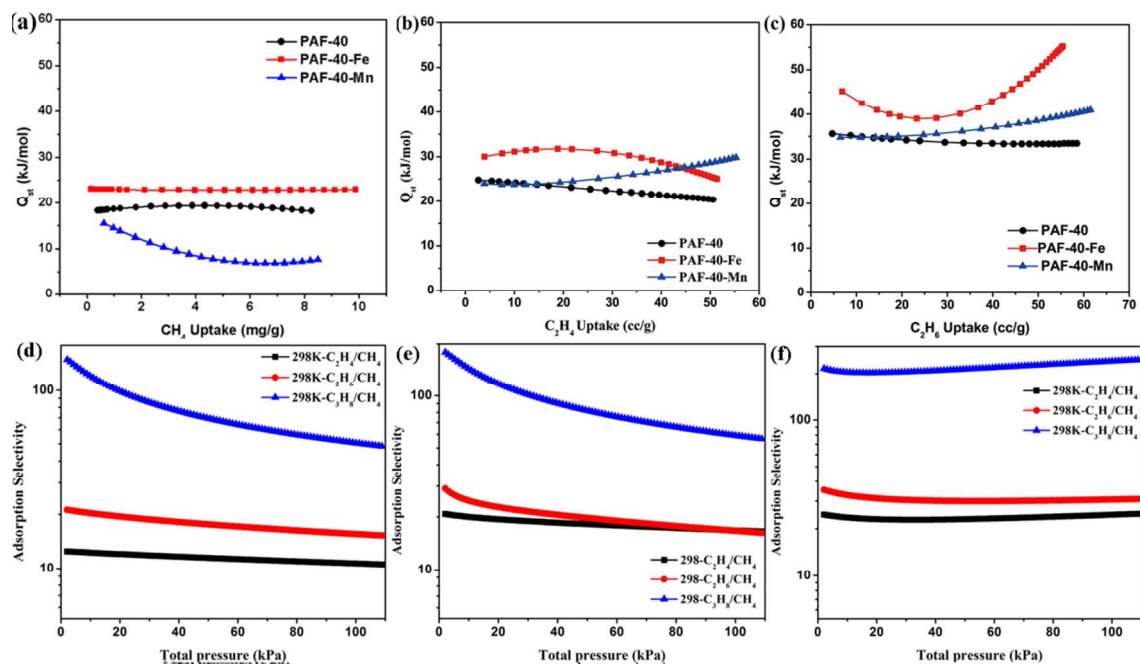 (a)
60
50
40
30
20
10
0
Q_st (kJ/mol)
PAF-40
PAF-40-Fe
PAF-40-Mn
0 2 4 6 8 10
CH₄ Uptake (mg/g)
(b)
60
50
40
30
20
10
0
Q_st (kJ/mol)
PAF-40
PAF-40-Fe
PAF-40-Mn
0 10 20 30 40 50 60
C₂H₄ Uptake (cc/g)
(c)
60
50
40
30
20
10
0
Q_st (kJ/mol)
PAF-40
PAF-40-Fe
PAF-40-Mn
0 10 20 30 40 50 60 70
C₂H₆ Uptake (cc/g)
(d)
298K-C₂H₄/CH₄
298K-C₂H₆/CH₄
298K-C₃H₈/CH₄
100
10
Adsorption Selectivity
0 20 40 60 80 100
Total pressure (kPa)
(e)
100
10
Adsorption Selectivity
298-C₂H₄/CH₄
298-C₂H₆/CH₄
298-C₃H₈/CH₄
0 20 40 60 80 100
Total pressure (kPa)
(f)
298K-C₂H₄/CH₄
298K-C₂H₆/CH₄
298K-C₃H₈/CH₄
100
10
Adsorption Selectivity
0 20 40 60 80 100
Total pressure (kPa)